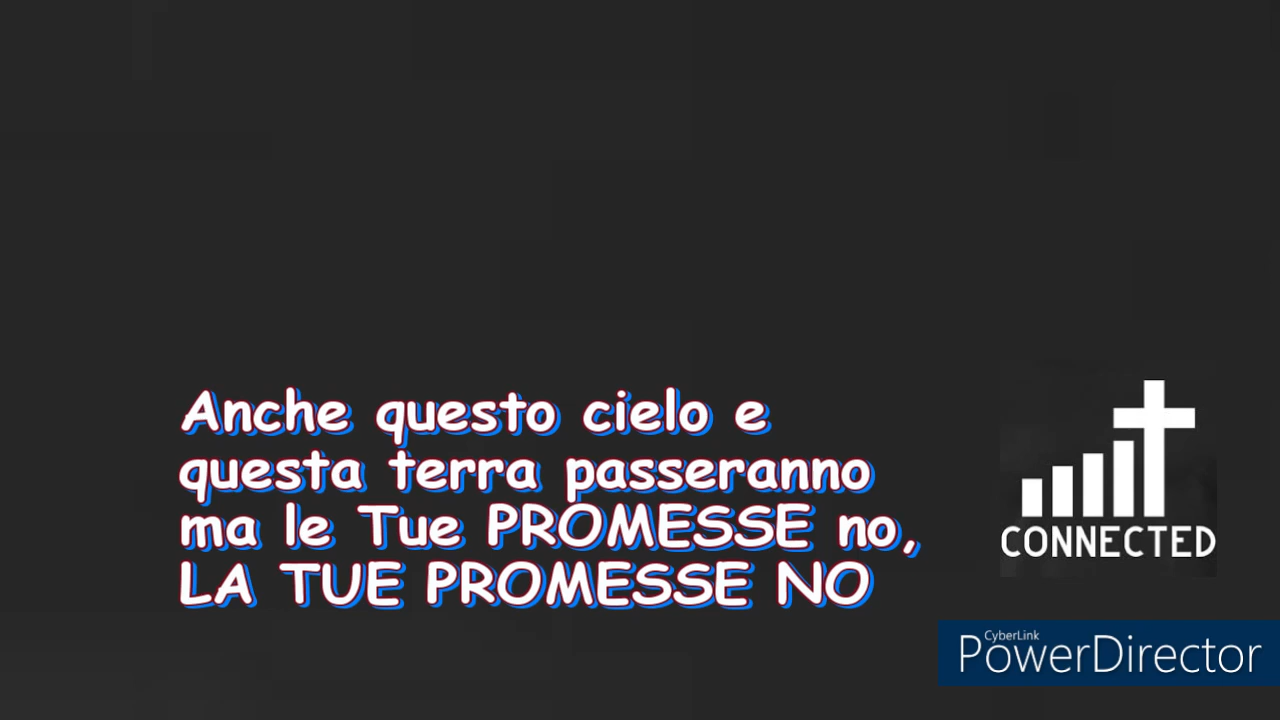 Anche questo cielo e
questa terra passeranno
ma le Tue PROMESSE no,
LA TUE PROMESSE NO
CONNECTED
CyberLink
PowerDirector